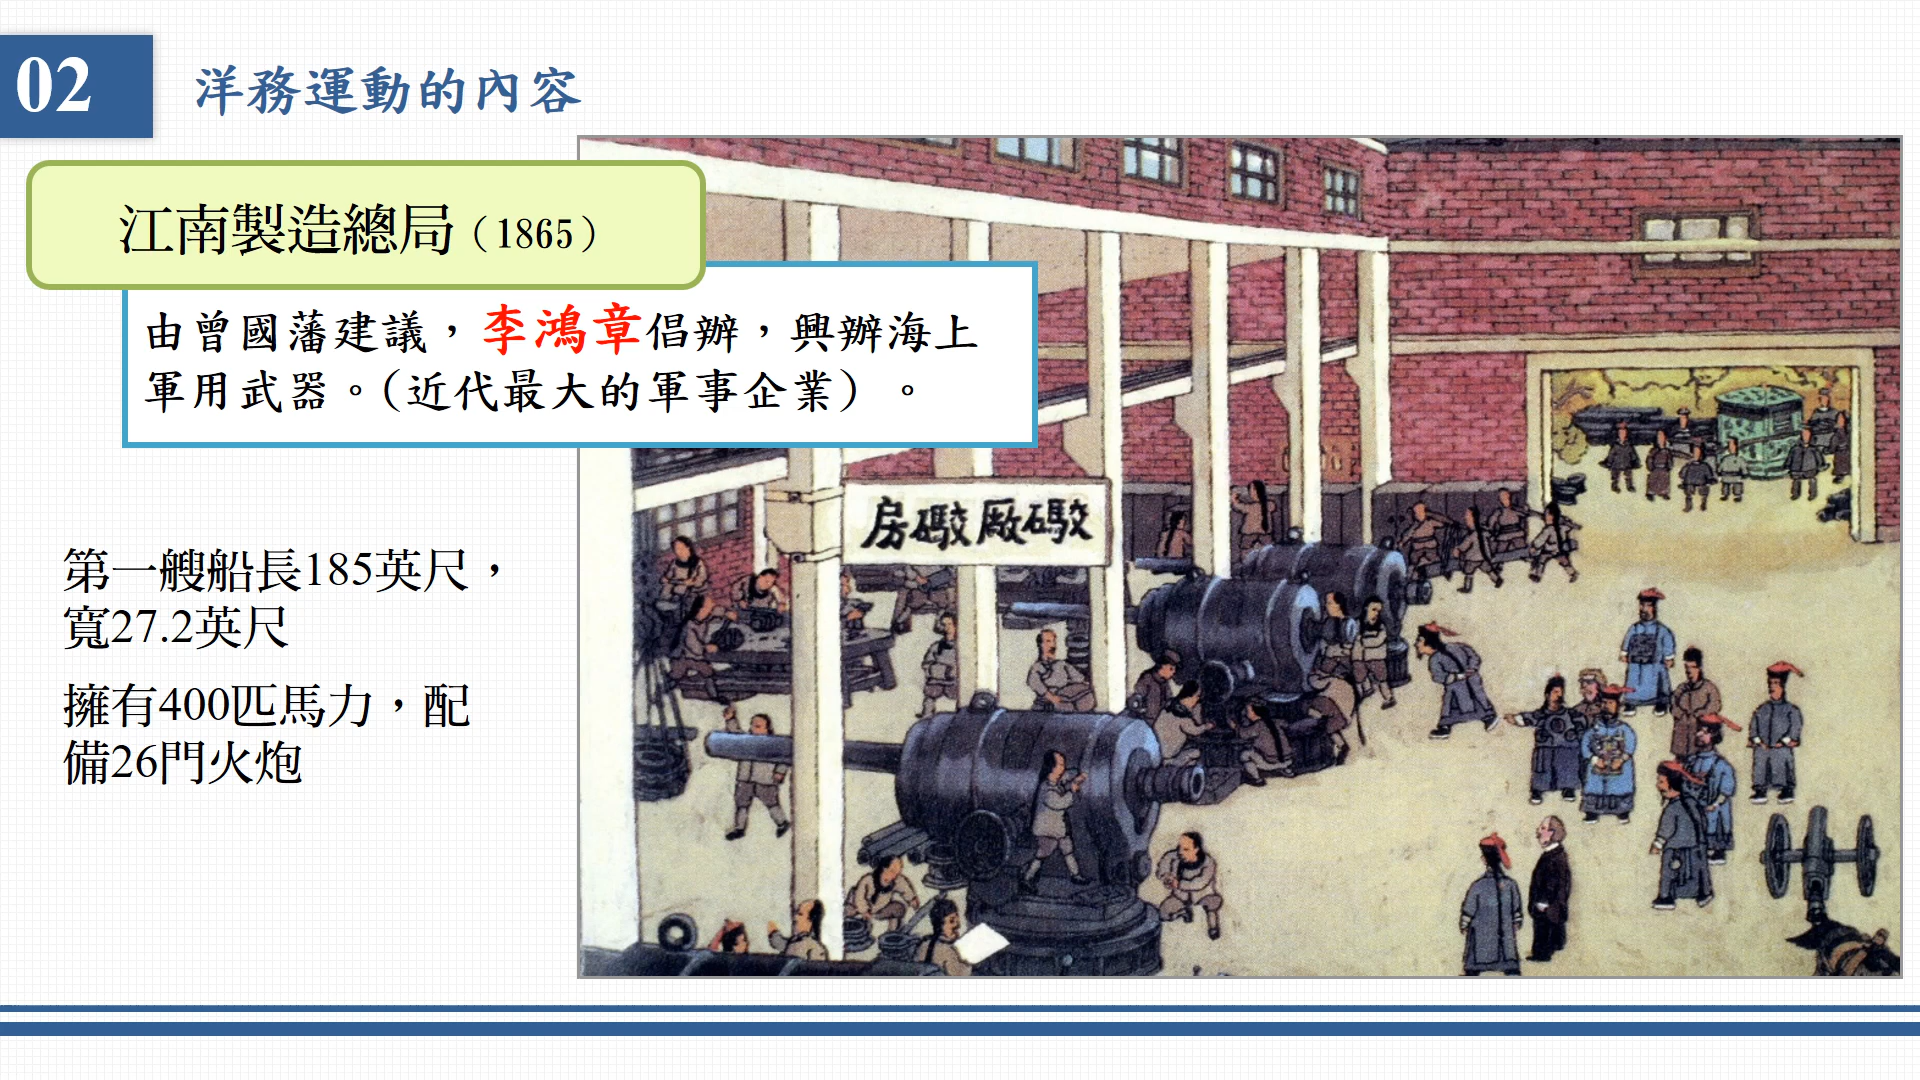 02
洋務運動的內容
江南製造總局（1865）
由曾國藩建議，李鴻章倡辦，興辦海上
軍用武器。（近代最大的軍事企業）。
房礮廠礮
第一艘船長185英尺，
寬27.2英尺
擁有400匹馬力，配
備26門火炮